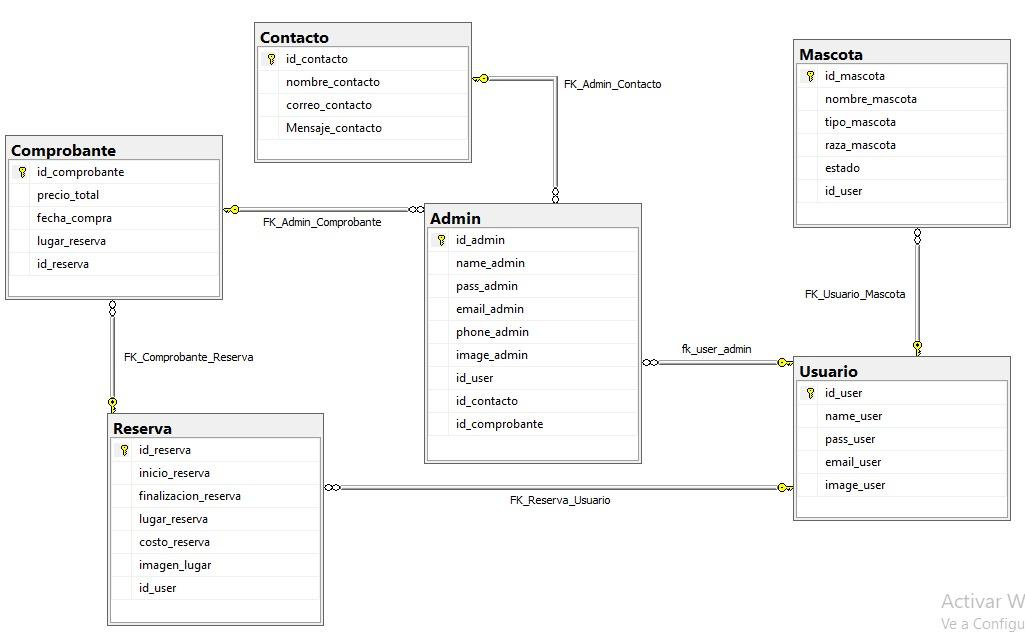 Contacto
id_contacto
nombre_contacto
correo_contacto
Mensaje_contacto
FK_Admin_Contacto
Mascota
id_mascota
nombre_mascota
tipo_mascota
raza_mascota
estado
id_user
Comprobante
id_comprobante
precio_total
fecha_compra
lugar_reserva
id_reserva
FK_Admin_Comprobante
Admin
id_admin
name_admin
pass_admin
email_admin
phone_admin
image_admin
id_user
id_contacto
id_comprobante
FK_Usuario_Mascota
fk_user_admin
FK_Comprobante_Reserva
Usuario
id_user
name_user
pass_user
email_user
image_user
Reserva
id_reserva
inicio_reserva
finalizacion_reserva
lugar_reserva
costo_reserva
imagen_lugar
id_user
FK_Reserva_Usuario
Activar W
Ve a Configu